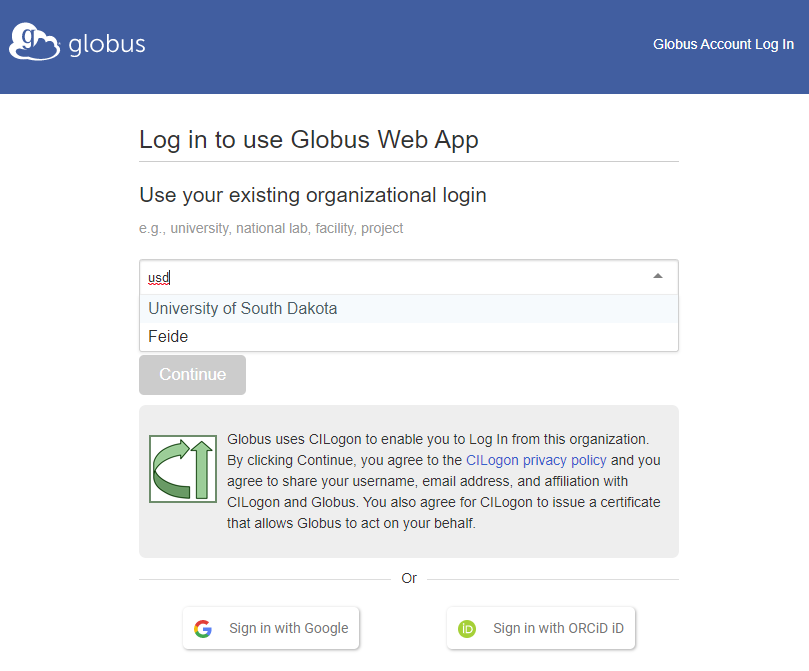 globus
Globus Account Log In
Log in to use Globus Web App
Use your existing organizational login
e.g., university, national lab, facility, project
usd
University of South Dakota
Feide
Continue
Globus uses CILogon to enable you to Log In from this organization.
By clicking Continue, you agree to the CILogon privacy policy and you
agree to share your username, email address, and affiliation with
CILogon and Globus. You also agree for CILogon to issue a certificate
that allows Globus to act on your behalf.
Or
Sign in with Google
iD Sign in with ORCiD iD